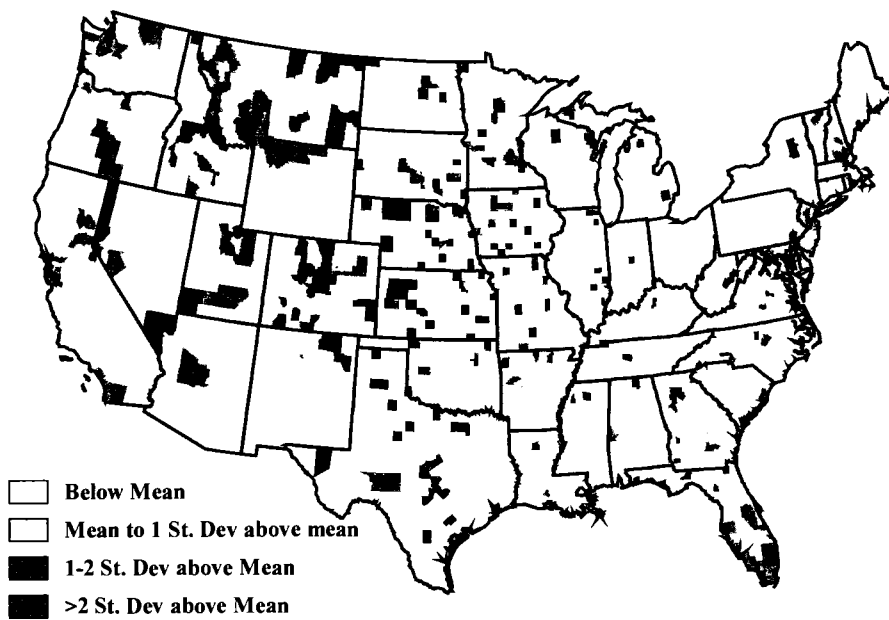 Below Mean
Mean to 1 St. Dev above mean
1-2 St. Dev above Mean
>2 St. Dev above Mean